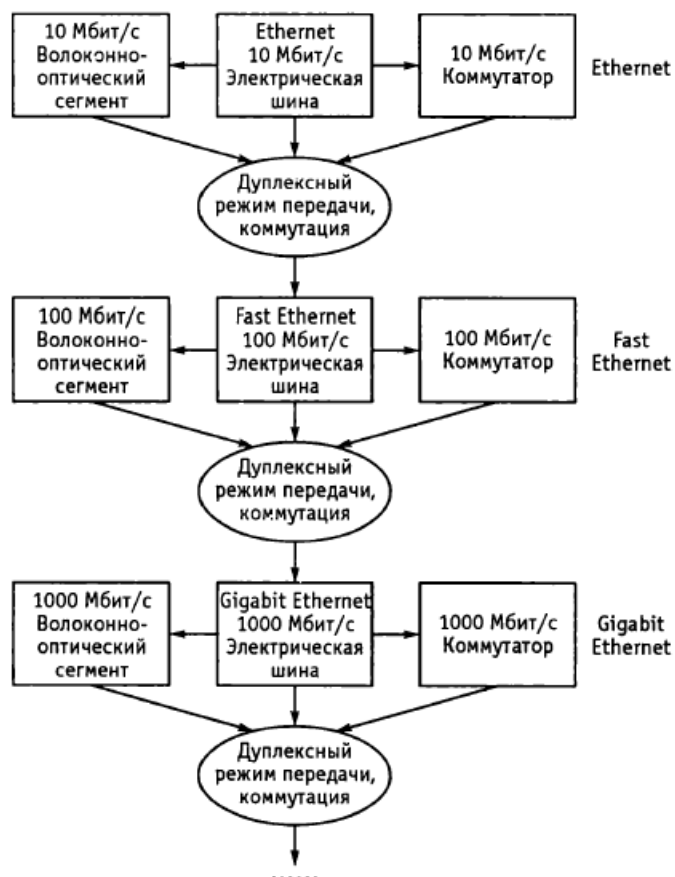 10 Мбит/с
Волоконно-
оптический
сегмент
Ethernet
10 Мбит/с
Электрическая
шина
10 Мбит/с
Коммутатор
Ethernet
Дуплексный
режим передачи,
коммутация
100 Мбит/с
Волоконно-
оптический
сегмент
Fast Ethernet
100 Мбит/с
Электрическая
шина
100 Мбит/с
Коммутатор
Fast
Ethernet
Дуплексный
режим передачи,
коммутация
1000 Мбит/с
Волоконно-
оптический
сегмент
Gigabit Ethernet
1000 Мбит/с
Электрическая
шина
1000 Мбит/с
Коммутатор
Gigabit
Ethernet
Дуплексный
режим передачи,
коммутация